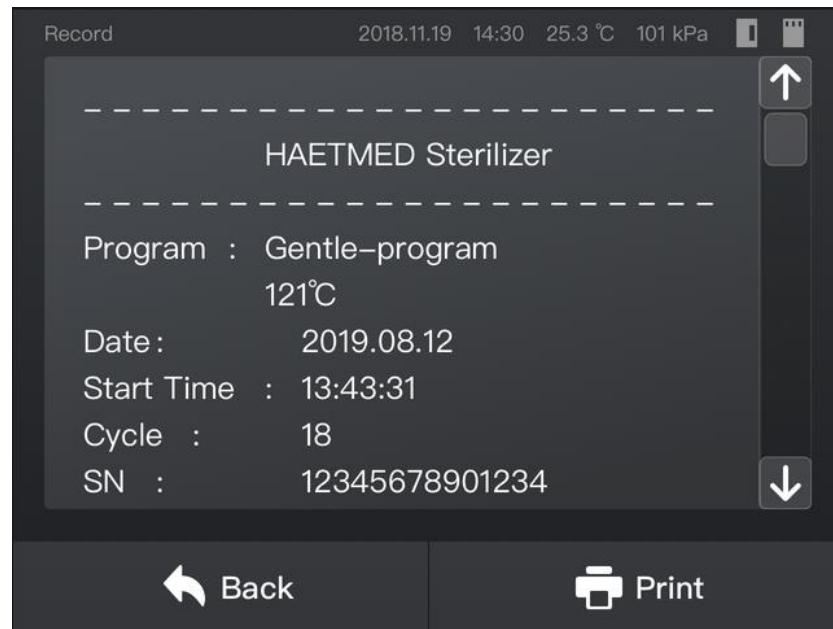 Record 2018.11.19 14:30 25.3 ℃ 101 kPa
HAETMED Sterilizer
Program : Gentle-program
121℃
Date: 2019.08.12
Start Time : 13:43:31
Cycle : 18
SN : 12345678901234
Back Print